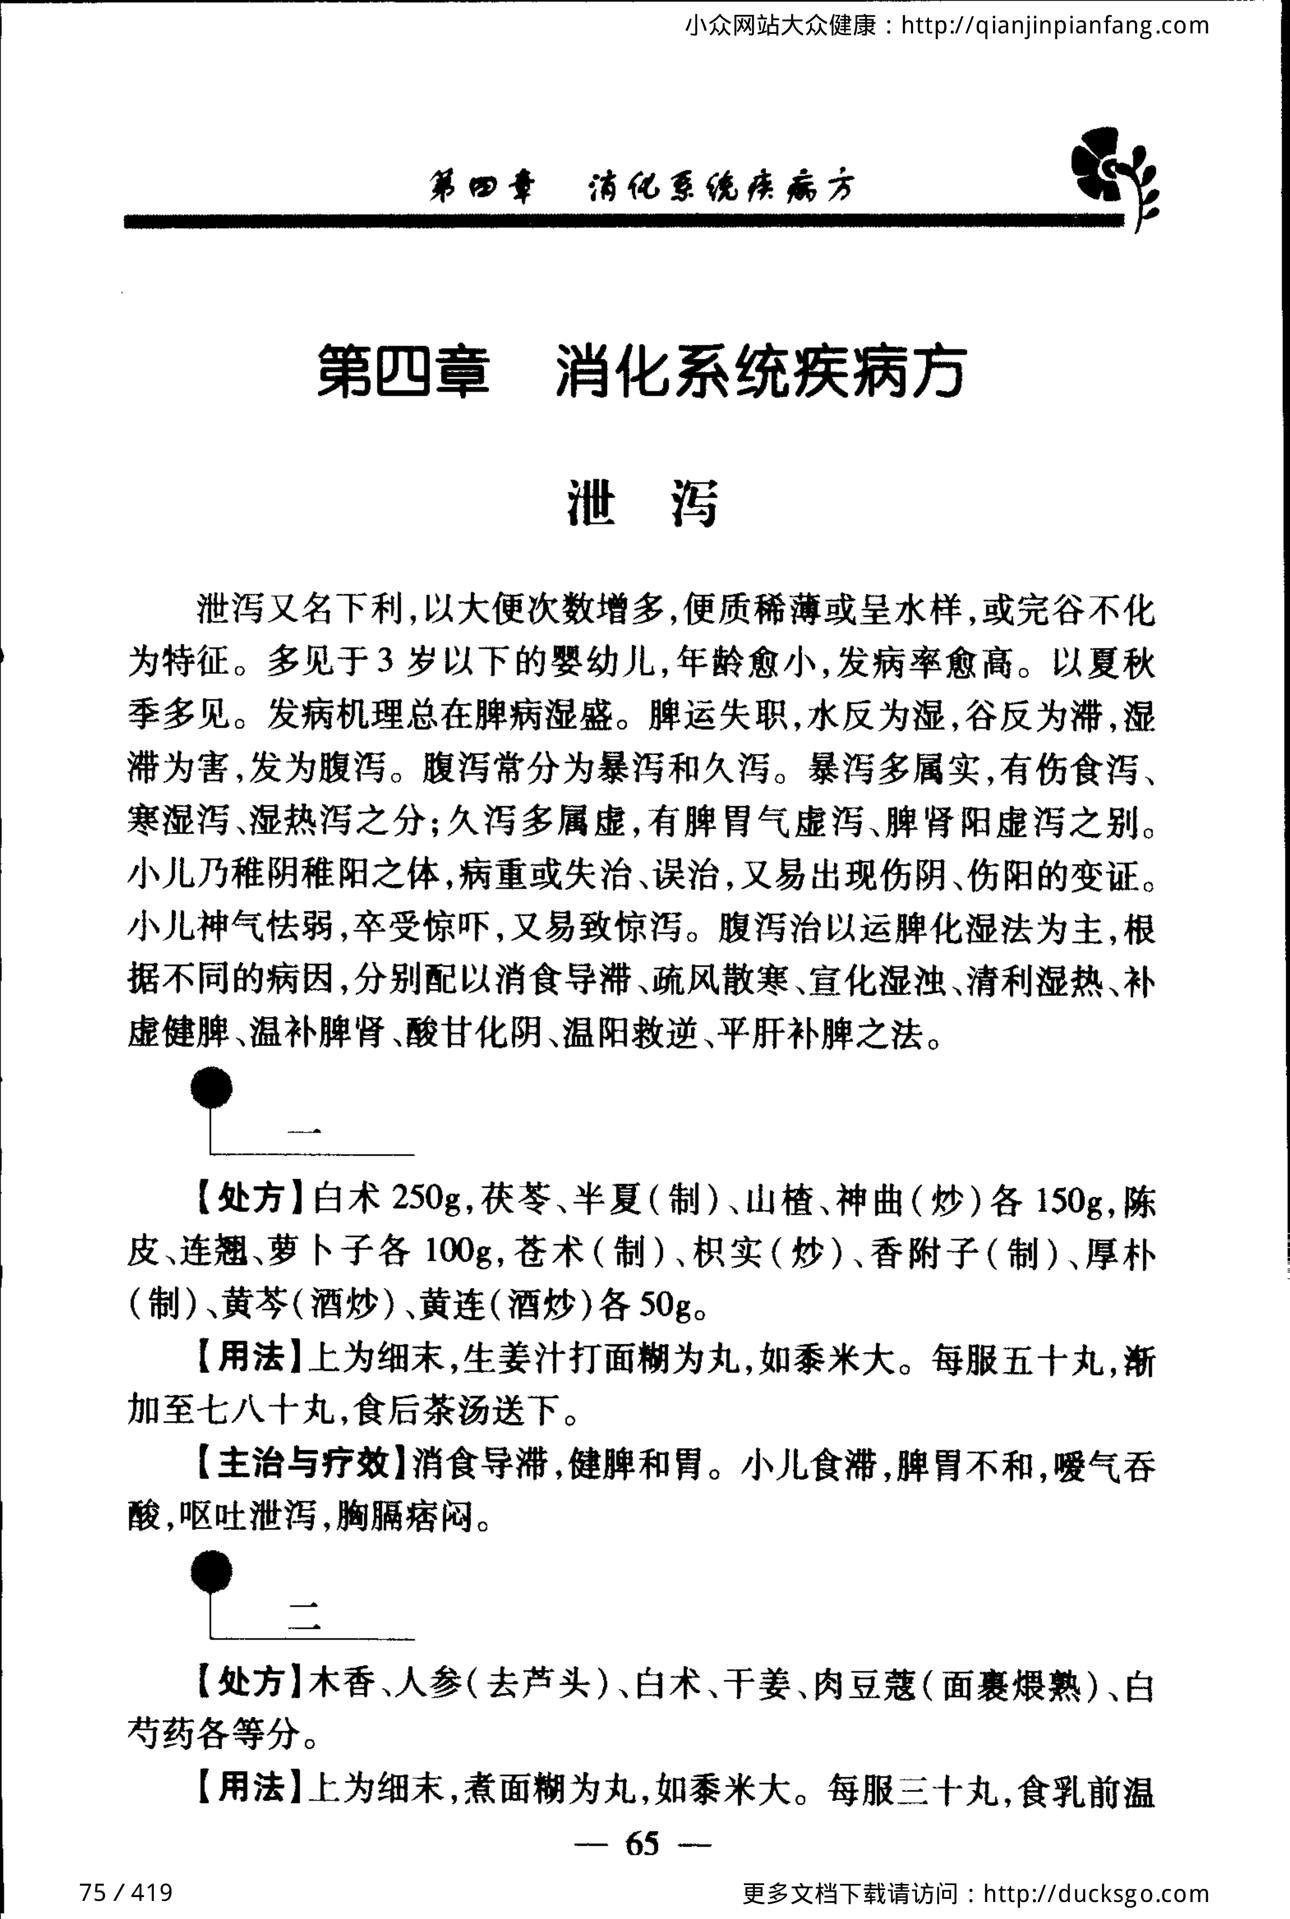 小众网站大众健康：http://qianjinpianfang.com
第四章 消化系统疾病方
第四章 消化系统疾病方
泄 泻
泄泻又名下利,以大便次数增多,便质稀薄或呈水样,或完谷不化
为特征。多见于3岁以下的婴幼儿,年龄愈小,发病率愈高。以夏秋
季多见。发病机理总在脾病湿盛。脾运失职,水反为湿,谷反为滞,湿
滞为害,发为腹泻。腹泻常分为暴泻和久泻。暴泻多属实,有伤食泻、
寒湿泻、湿热泻之分;久泻多属虚,有脾胃气虚泻、脾肾阳虚泻之别。
小儿乃稚阴稚阳之体,病重或失治、误治,又易出现伤阴、伤阳的变证。
小儿神气怯弱,卒受惊吓,又易致惊泻。腹泻治以运脾化湿法为主,根
据不同的病因,分别配以消食导滞、疏风散寒、宣化湿浊、清利湿热、补
虚健脾、温补脾肾、酸甘化阴、温阳救逆、平肝补脾之法。
一
【处方】白术250g,茯苓、半夏(制)、山楂、神曲(炒)各150g,陈
皮、连翘、萝卜子各100g,苍术(制)、枳实(炒)、香附子(制)、厚朴
(制)、黄芩(酒炒)、黄连(酒炒)各50g。
【用法】上为细末,生姜汁打面糊为丸,如黍米大。每服五十丸,渐
加至七八十丸,食后茶汤送下。
【主治与疗效】消食导滞,健脾和胃。小儿食滞,脾胃不和,嗳气吞
酸,呕吐泄泻,胸膈痞闷。
二
【处方】木香、人参(去芦头)、白术、干姜、肉豆蔻(面裹煨熟)、白
芍药各等分。
【用法】上为细末,煮面糊为丸,如黍米大。每服三十丸,食乳前温
— 65 —
75 / 419
更多文档下载请访问：http://ducksgo.com